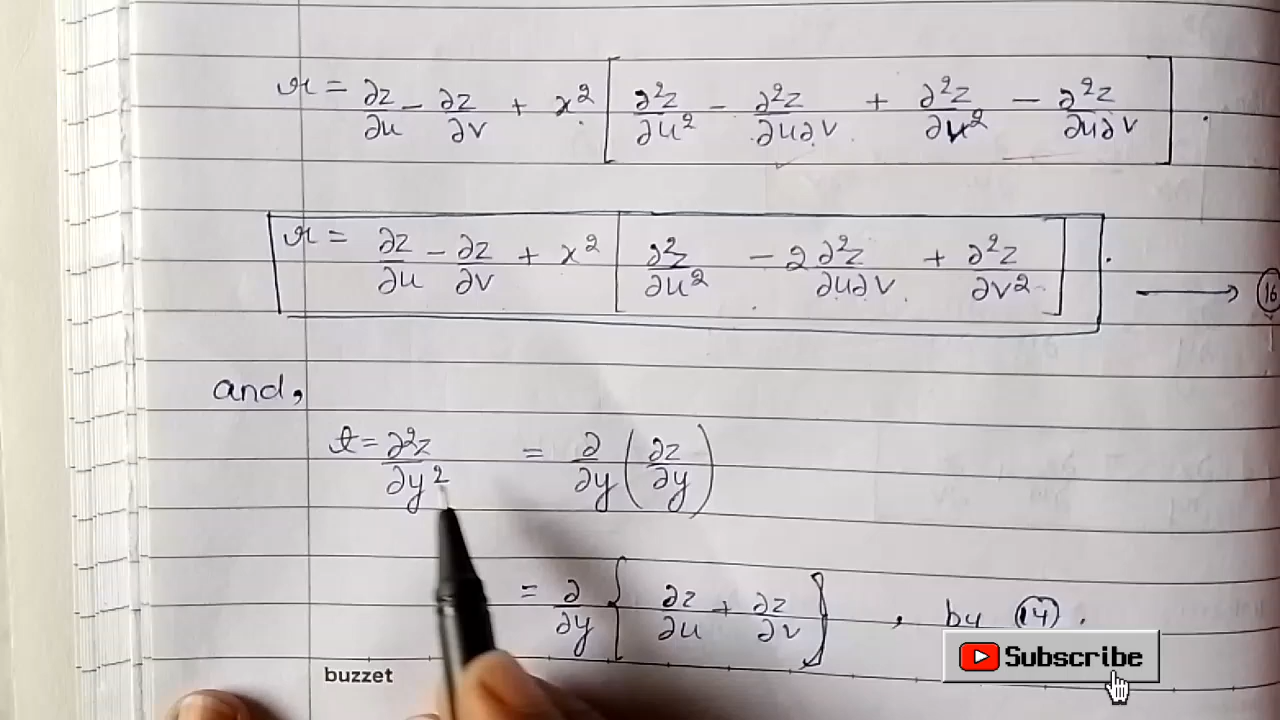 r = ∂z/∂u − ∂z/∂v + x² [ ∂²z/∂u² − ∂²z/∂u∂v + ∂²z/∂v² − ∂²z/∂u∂v ] .
r = ∂z/∂u − ∂z/∂v + x² [ ∂²z/∂u² − 2 ∂²z/∂u∂v + ∂²z/∂v² ] . ⟶ (16)
and,
t = ∂²z/∂y² = ∂/∂y ( ∂z/∂y )
= ∂/∂y { ∂z/∂u + ∂z/∂v } , by (14) .
Subscribe
buzzet